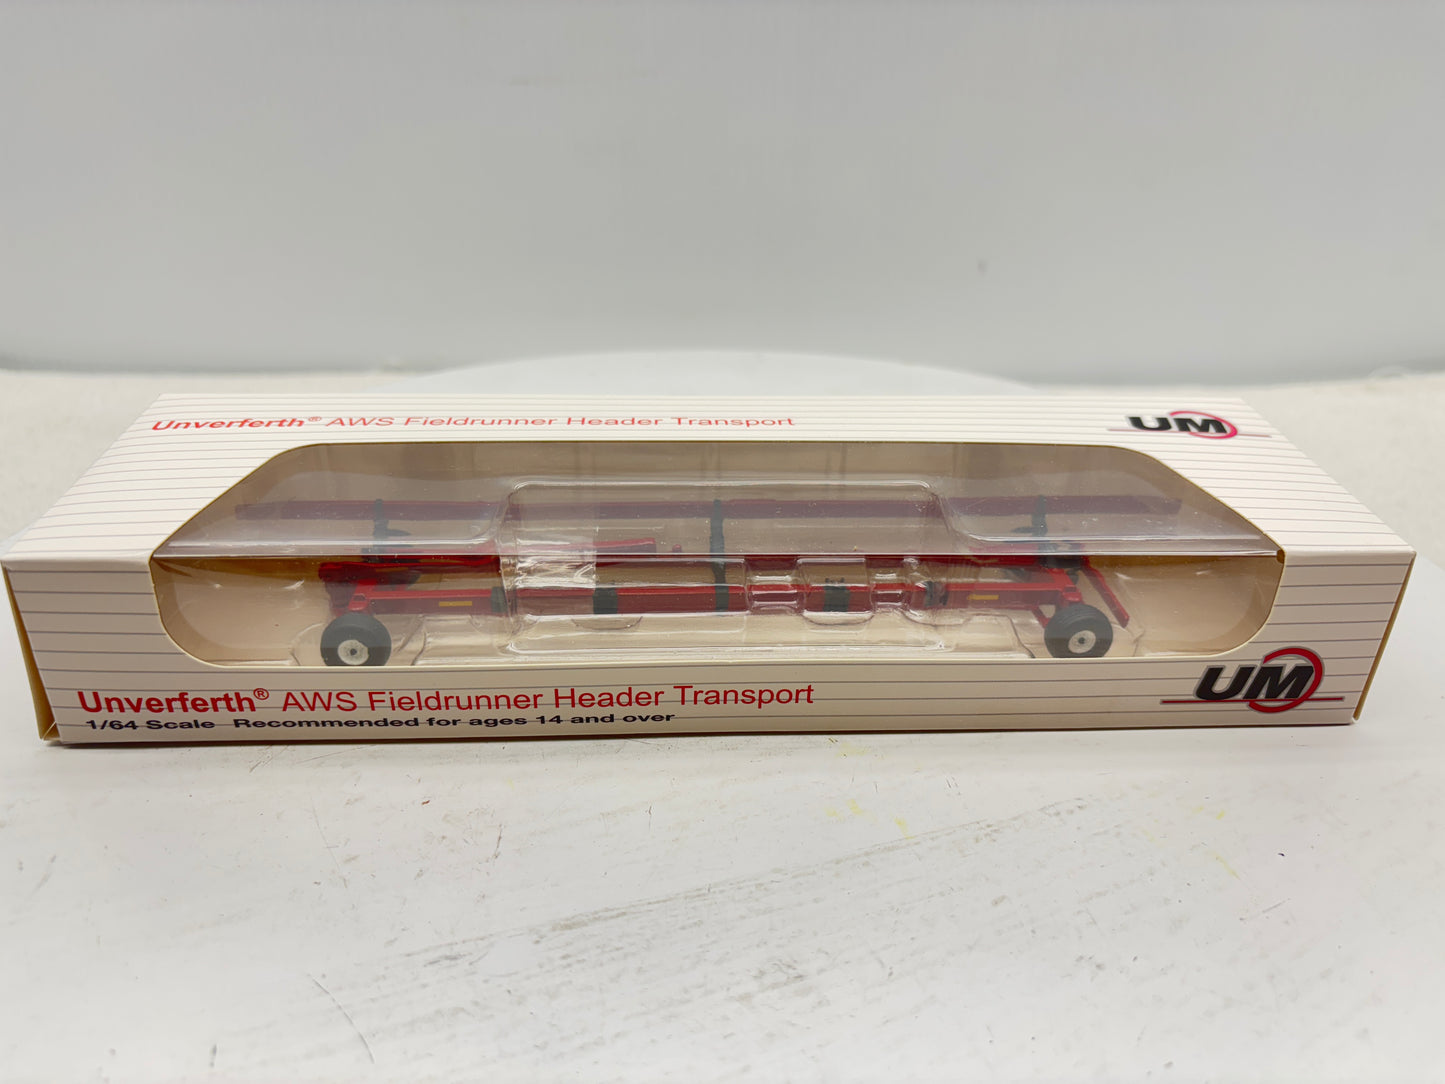 Unverferth® AWS Fieldrunner Header Transport
UM
Unverferth® AWS Fieldrunner Header Transport
1/64 Scale Recommended for ages 14 and over
UM